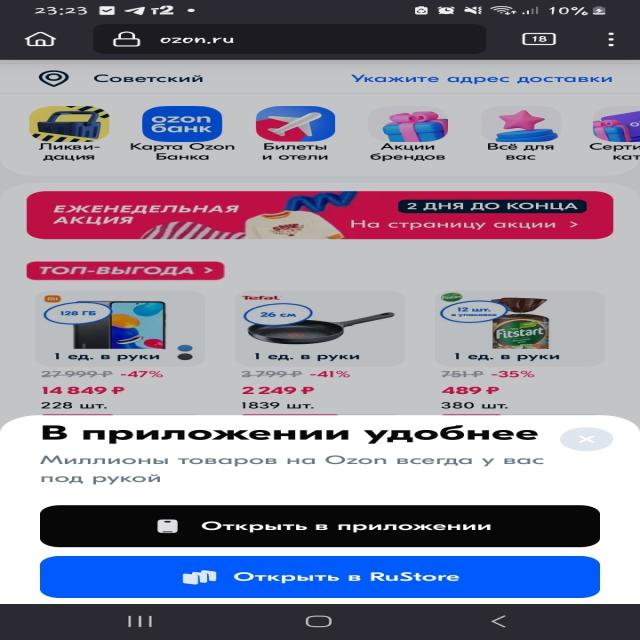 23:23 т2 10%
ozon.ru 18
Советский Укажите адрес доставки
ozon
банк
Ликви-
дация
Карта Ozon
Банка
Билеты
и отели
Акции
брендов
Всё для
вас
Серти
кат
ЕЖЕНЕДЕЛЬНАЯ
АКЦИЯ
2 ДНЯ ДО КОНЦА
На страницу акции >
ТОП-ВЫГОДА >
mi
128 ГБ
1 ед. в руки
27 999 ₽ -47%
14 849 ₽
228 шт.
Tefal
26 см
1 ед. в руки
3 799 ₽ -41%
2 249 ₽
1839 шт.
12 шт.
в упаковке
Fitstart
1 ед. в руки
751 ₽ -35%
489 ₽
380 шт.
В приложении удобнее
Миллионы товаров на Ozon всегда у вас
под рукой
Открыть в приложении
Открыть в RuStore